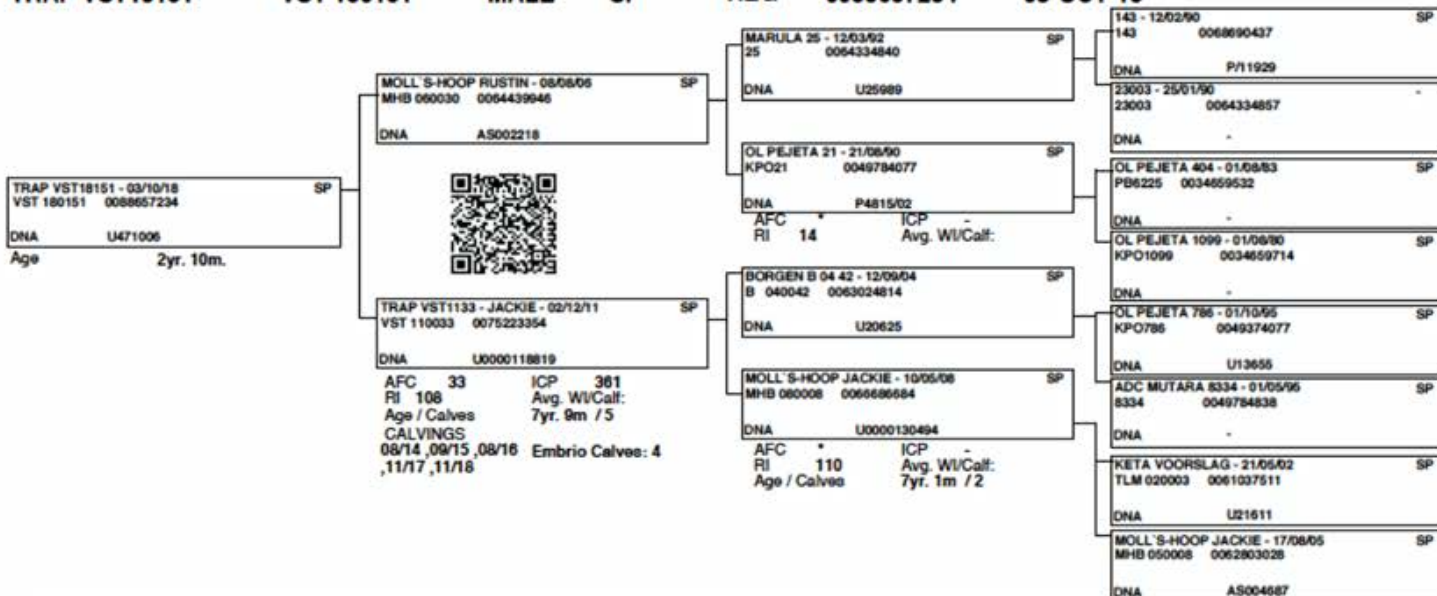 TRAP VST18151 - 03/10/18 SP
VST 180151 0088657234
DNA U471006
Age 2yr. 10m.
MOLL`S-HOOP RUSTIN - 08/08/06 SP
MHB 060030 0064439946
DNA AS002218
TRAP VST1133 - JACKIE - 02/12/11 SP
VST 110033 0075223354
DNA U0000118819
AFC 33 ICP 361
RI 108 Avg. WI/Calf:
Age / Calves 7yr. 9m / 5
CALVINGS
08/14 ,09/15 ,08/16 Embrio Calves: 4
,11/17 ,11/18
MARULA 25 - 12/03/92 SP
25 0064334840
DNA U25989
OL PEJETA 21 - 21/08/90 SP
KPO21 0049784077
DNA P4815/02
AFC * ICP -
RI 14 Avg. WI/Calf:
BORGEN B 04 42 - 12/09/04 SP
B 040042 0063024814
DNA U20625
MOLL`S-HOOP JACKIE - 10/05/08 SP
MHB 080008 0066686684
DNA U0000130494
AFC * ICP -
RI 110 Avg. WI/Calf:
Age / Calves 7yr. 1m / 2
143 - 12/02/90 SP
143 0068690437
DNA P/11929
23003 - 25/01/90 -
23003 0064334857
DNA -
OL PEJETA 404 - 01/08/83 SP
PB6225 0034659532
DNA -
OL PEJETA 1099 - 01/08/80 SP
KPO1099 0034659714
DNA -
OL PEJETA 786 - 01/10/95 SP
KPO786 0049374077
DNA U13655
ADC MUTARA 8334 - 01/05/95 SP
8334 0049784838
DNA -
KETA VOORSLAG - 21/05/02 SP
TLM 020003 0061037511
DNA U21611
MOLL`S-HOOP JACKIE - 17/08/05 SP
MHB 050008 0062803028
DNA AS004687